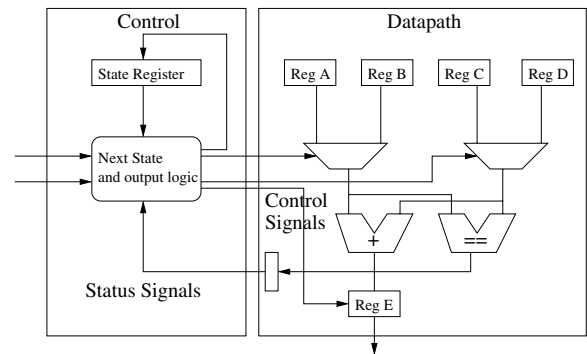 Control
Datapath
State Register
Reg A
Reg B
Reg C
Reg D
Next State
and output logic
Control
Signals
+
==
Status Signals
Reg E